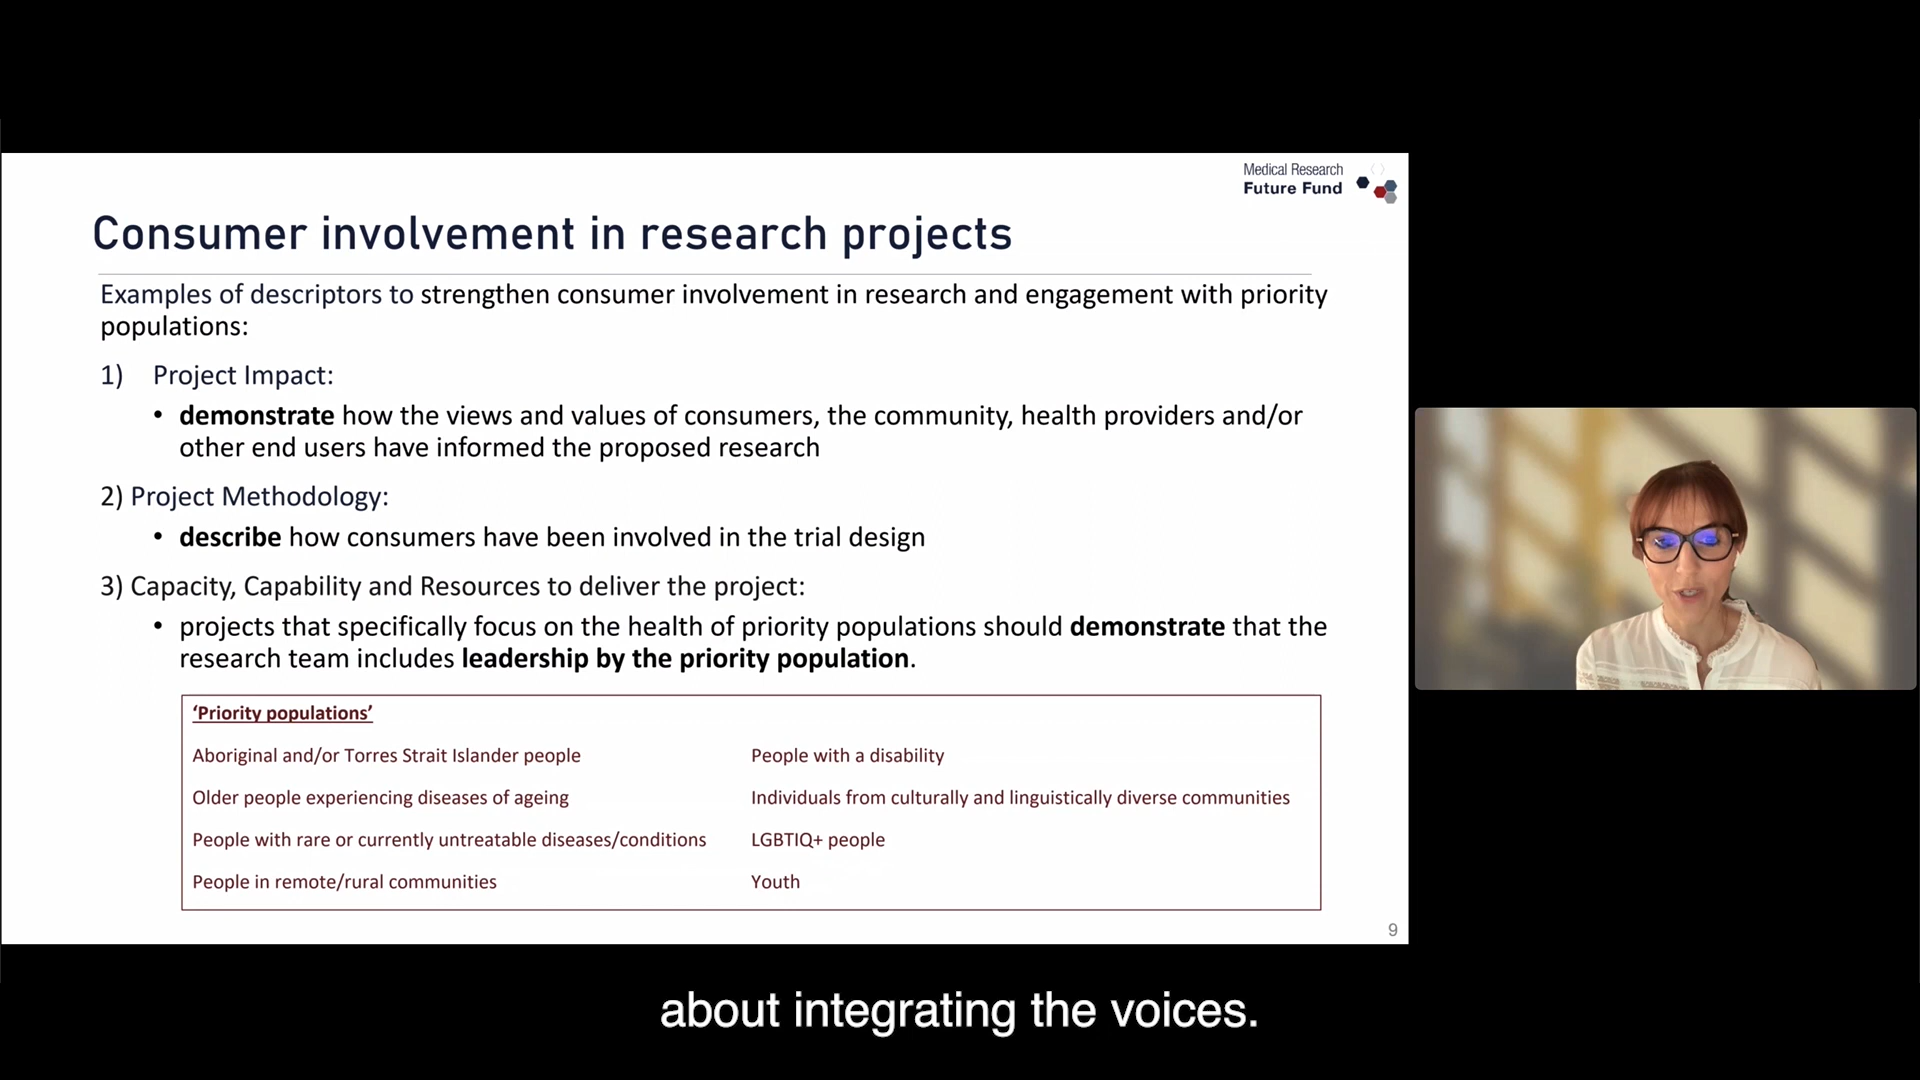 Medical Research
Future Fund
Consumer involvement in research projects
Examples of descriptors to strengthen consumer involvement in research and engagement with priority
populations:
1) Project Impact:
• demonstrate how the views and values of consumers, the community, health providers and/or
other end users have informed the proposed research
2) Project Methodology:
• describe how consumers have been involved in the trial design
3) Capacity, Capability and Resources to deliver the project:
• projects that specifically focus on the health of priority populations should demonstrate that the
research team includes leadership by the priority population.
‘Priority populations’
Aboriginal and/or Torres Strait Islander people
People with a disability
Older people experiencing diseases of ageing
Individuals from culturally and linguistically diverse communities
People with rare or currently untreatable diseases/conditions
LGBTIQ+ people
People in remote/rural communities
Youth
9
about integrating the voices.